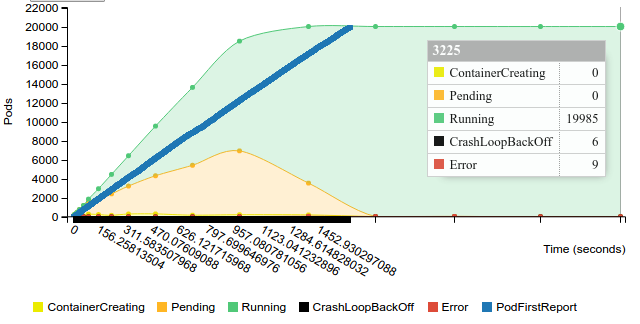 22000
20000
18000
16000
14000
12000
10000
8000
6000
4000
2000
0
Pods
3225
ContainerCreating 0
Pending 0
Running 19985
CrashLoopBackOff 6
Error 9
0
156.25813504
311.583507968
470.07609088
626.121715968
797.699646976
957.080781056
1123.041232896
1284.614828032
1452.930297088
Time (seconds)
ContainerCreating Pending Running CrashLoopBackOff Error PodFirstReport